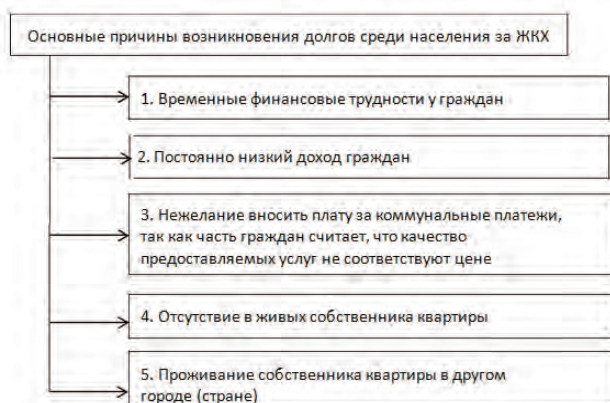 Основные причины возникновения долгов среди населения за ЖКХ
1. Временные финансовые трудности у граждан
2. Постоянно низкий доход граждан
3. Нежелание вносить плату за коммунальные платежи,
так как часть граждан считает, что качество
предоставляемых услуг не соответствуют цене
4. Отсутствие в живых собственника квартиры
5. Проживание собственника квартиры в другом
городе (стране)